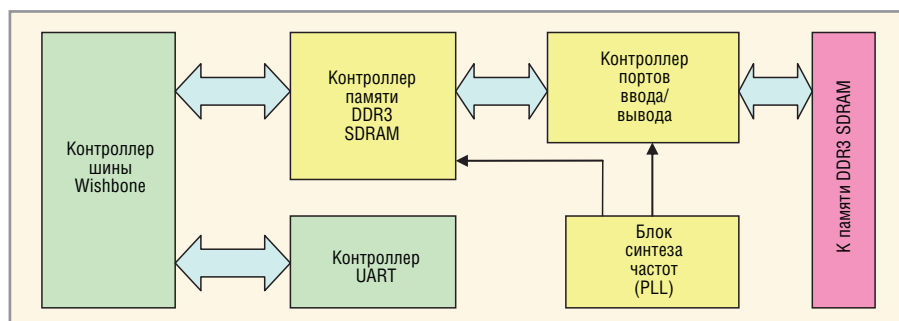 Контроллер
шины
Wishbone
Контроллер
памяти
DDR3
SDRAM
Контроллер
портов
ввода/
вывода
К памяти DDR3 SDRAM
Контроллер
UART
Блок
синтеза
частот
(PLL)